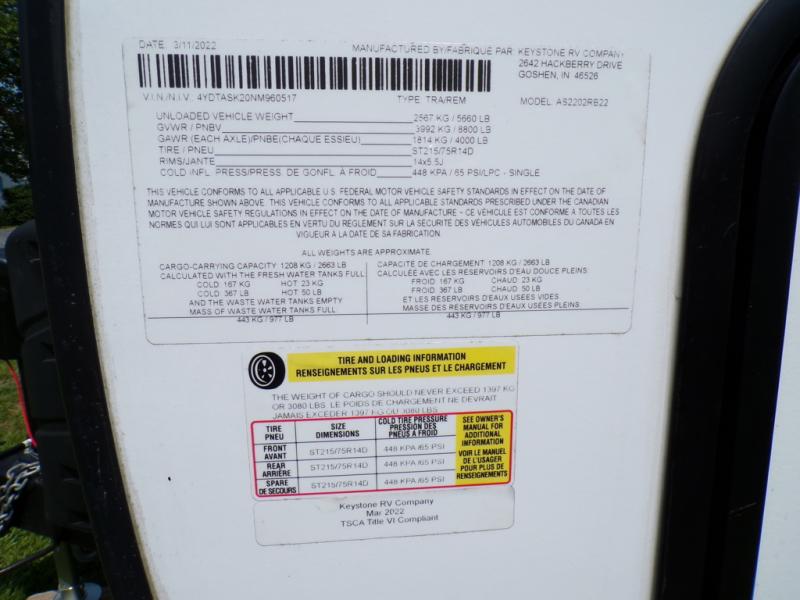 DATE: 3/11/2022 MANUFACTURED BY/FABRIQUÉ PAR: KEYSTONE RV COMPANY
2642 HACKBERRY DRIVE
GOSHEN, IN 46526
V.I.N./N.I.V.: 4YDTASK20NM960517 TYPE: TRA/REM MODEL: AS2202RB22
UNLOADED VEHICLE WEIGHT 2567 KG / 5660 LB
GVWR / PNBV 3992 KG / 8800 LB
GAWR (EACH AXLE)/PNBE(CHAQUE ESSIEU) 1814 KG / 4000 LB
TIRE / PNEU ST215/75R14D
RIMS/JANTE 14x5.5J
COLD INFL. PRESS/PRESS. DE GONFL. À FROID 448 KPA / 65 PSI/LPC - SINGLE
THIS VEHICLE CONFORMS TO ALL APPLICABLE U.S. FEDERAL MOTOR VEHICLE SAFETY STANDARDS IN EFFECT ON THE DATE OF
MANUFACTURE SHOWN ABOVE. THIS VEHICLE CONFORMS TO ALL APPLICABLE STANDARDS PRESCRIBED UNDER THE CANADIAN
MOTOR VEHICLE SAFETY REGULATIONS IN EFFECT ON THE DATE OF MANUFACTURE - CE VÉHICULE EST CONFORME À TOUTES LES
NORMES QUI LUI SONT APPLICABLES EN VERTU DU RÈGLEMENT SUR LA SÉCURITÉ DES VÉHICULES AUTOMOBILES DU CANADA EN
VIGUEUR À LA DATE DE SA FABRICATION.
ALL WEIGHTS ARE APPROXIMATE
CARGO-CARRYING CAPACITY 1208 KG / 2663 LB
CALCULATED WITH THE FRESH WATER TANKS FULL
COLD: 167 KG HOT: 23 KG
COLD: 367 LB HOT: 50 LB
AND THE WASTE WATER TANKS EMPTY
MASS OF WASTE WATER TANKS FULL
443 KG / 977 LB
CAPACITÉ DE CHARGEMENT 1208 KG / 2663 LB
CALCULÉE AVEC LES RÉSERVOIRS D'EAU DOUCE PLEINS
FROID: 167 KG CHAUD: 23 KG
FROID: 367 LB CHAUD: 50 LB
ET LES RÉSERVOIRS D'EAUX USÉES VIDES
MASSE DES RÉSERVOIRS D'EAUX USÉES PLEINS
443 KG / 977 LB
TIRE AND LOADING INFORMATION
RENSEIGNEMENTS SUR LES PNEUS ET LE CHARGEMENT
THE WEIGHT OF CARGO SHOULD NEVER EXCEED 1397 KG
OR 3080 LBS. LE POIDS DE CHARGEMENT NE DEVRAIT
JAMAIS EXCÉDER 1397 KG OU 3080 LBS
TIRE
PNEU
SIZE
DIMENSIONS
COLD TIRE PRESSURE
PRESSION DES
PNEUS À FROID
FRONT
AVANT
ST215/75R14D
448 KPA /65 PSI
REAR
ARRIÈRE
ST215/75R14D
448 KPA /65 PSI
SPARE
DE SECOURS
ST215/75R14D
448 KPA /65 PSI
SEE OWNER'S
MANUAL FOR
ADDITIONAL
INFORMATION
VOIR LE MANUEL
DE L'USAGER
POUR PLUS DE
RENSEIGNEMENTS
Keystone RV Company
Mar 2022
TSCA Title VI Compliant